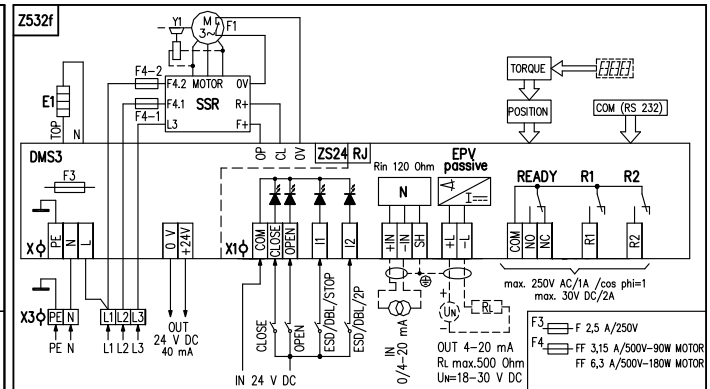 Z532f
Y1
M
3~
F1
F4-2
F4.2 MOTOR 0V
F4.1 SSR R+
L3 F+
F4-1
E1
TOP
N
OP
CL
0V
TORQUE
POSITION
COM (RS 232)
DMS3
ZS24 RJ
EPV
passive
Rin 120 Ohm
N
I
READY R1 R2
F3
PE
N
L
0 V
+24V
X
X1
COM
CLOSE
OPEN
I1
I2
+IN
-IN
SH
+L
-L
COM
NO
NC
R1
R2
max. 250V AC/1A /cos phi=1
max. 30V DC/2A
X3
PE N
L1 L2 L3
PE N
L1 L2 L3
OUT
24 V DC
40 mA
CLOSE
OPEN
ESD/DBL/STOP
ESD/DBL/2P
IN 24 V DC
IN
0/4-20 mA
+
UN
-
RL
OUT 4-20 mA
RL max.500 Ohm
UN=18-30 V DC
F3
F 2,5 A/250V
F4
FF 3,15 A/500V-90W MOTOR
FF 6,3 A/500V-180W MOTOR